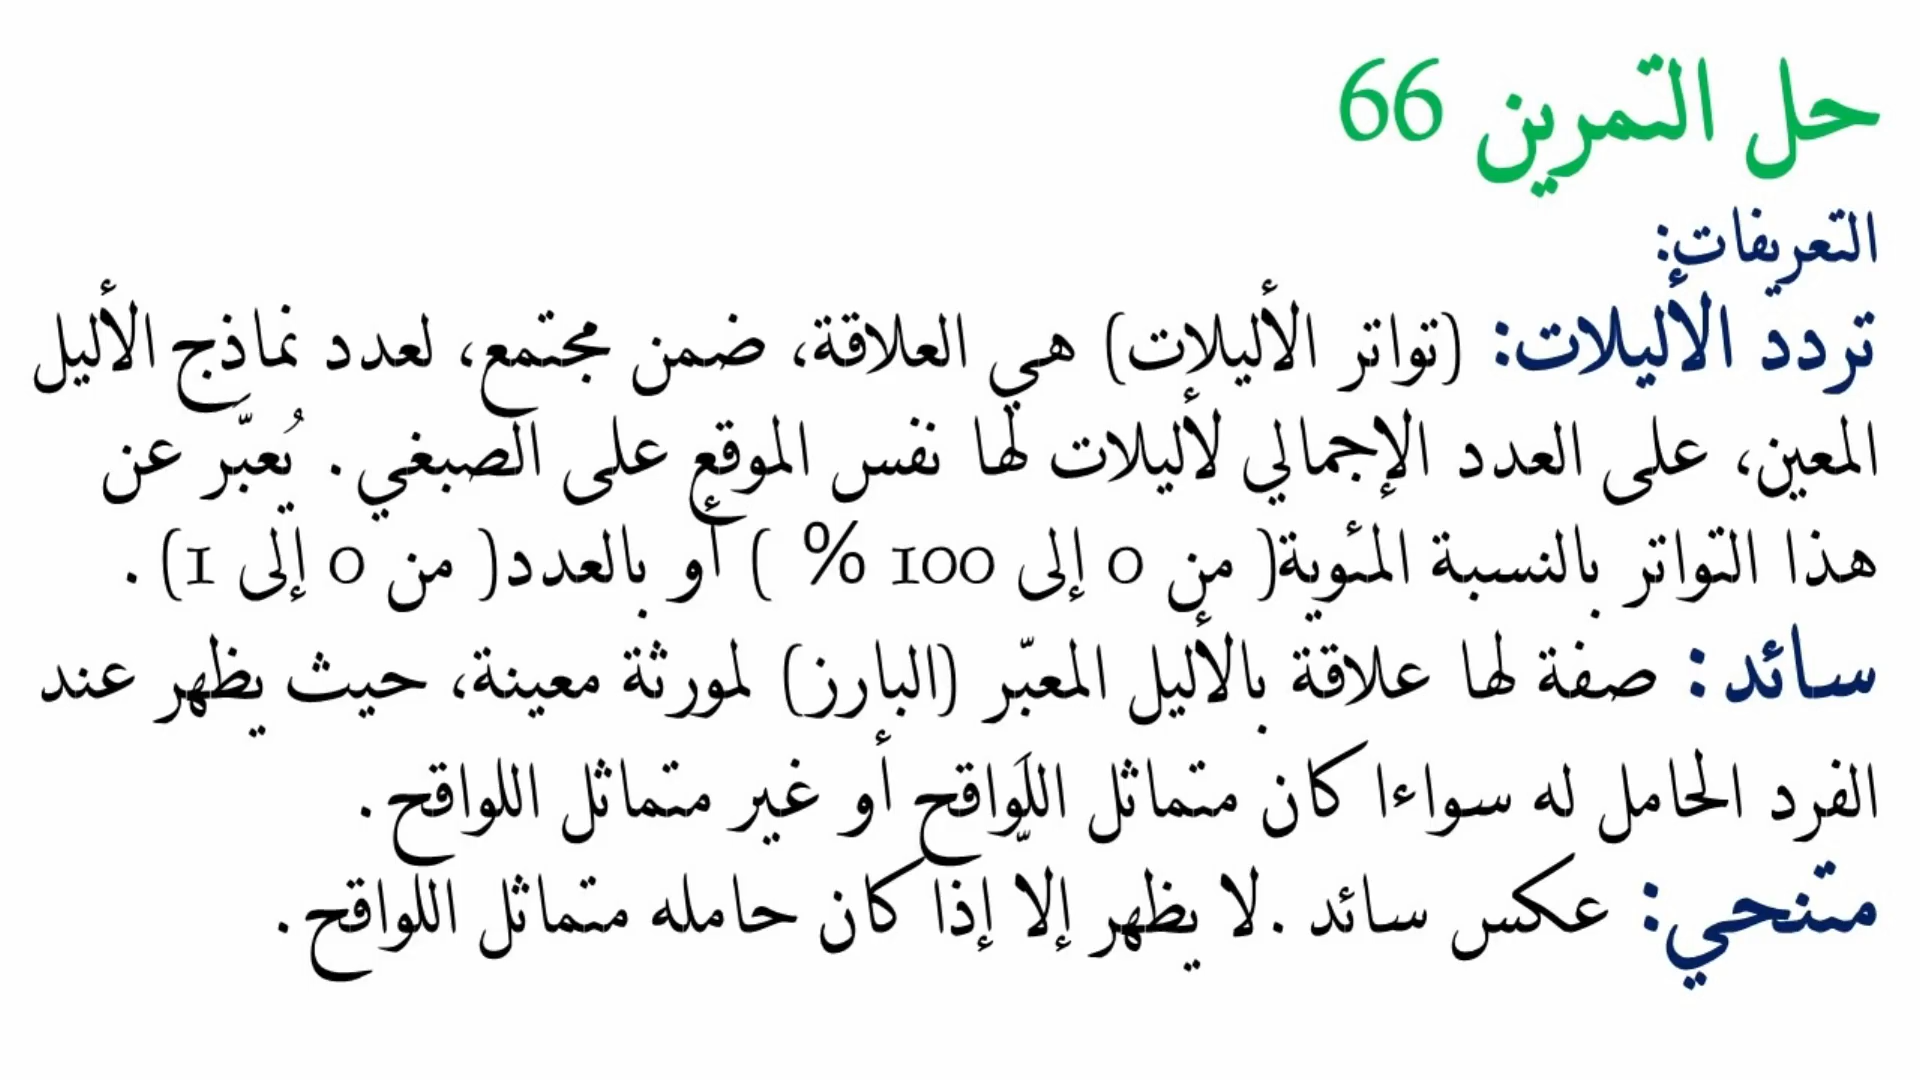 حل التمرين 66
التعريفات:
تردد الأليلات: (تواتر الأليلات) هي العلاقة، ضمن مجتمع، لعدد نماذج الأليل
المعين، على العدد الإجمالي لأليلات لها نفس الموقع على الصبغي. يُعبّر عن
هذا التواتر بالنسبة المئوية( من 0 إلى 100 % ) أو بالعدد( من 0 إلى 1) .
سائد: صفة لها علاقة بالأليل المعبّر (البارز) لمورثة معينة، حيث يظهر عند
الفرد الحامل له سواءا كان متماثل اللَواقح أو غير متماثل اللواقح.
متنحي: عكس سائد .لا يظهر إلاّ إذا كان حامله متماثل اللواقح.